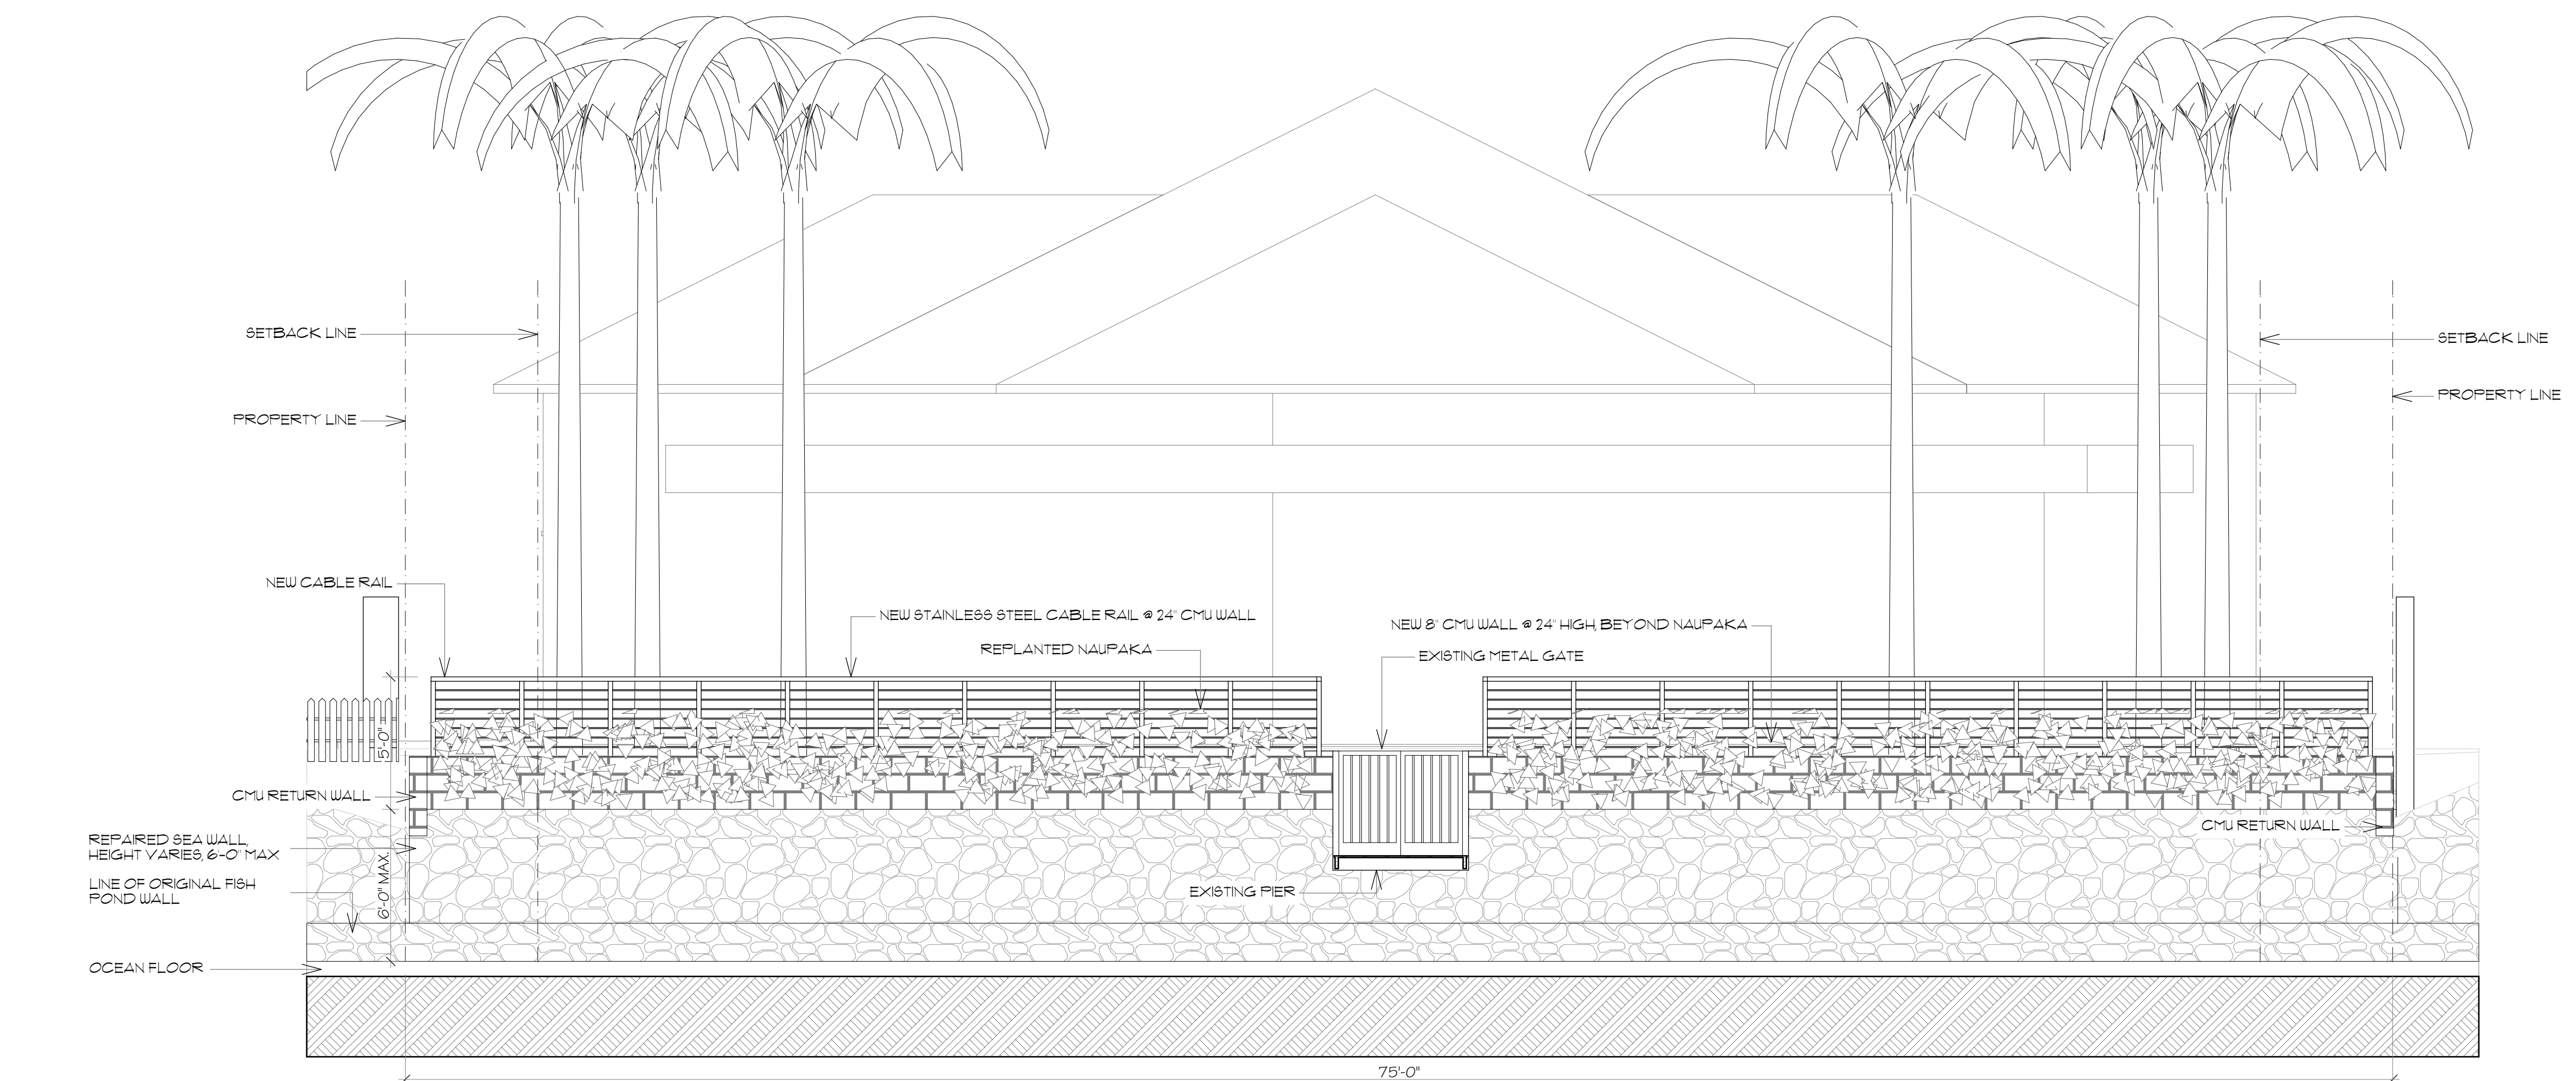 SETBACK LINE
SETBACK LINE
PROPERTY LINE
PROPERTY LINE
NEW CABLE RAIL
NEW STAINLESS STEEL CABLE RAIL @ 24" CMU WALL
NEW 8" CMU WALL @ 24" HIGH, BEYOND NAUPAKA
REPLANTED NAUPAKA
EXISTING METAL GATE
5'-0"
CMU RETURN WALL
CMU RETURN WALL
REPAIRED SEA WALL,
HEIGHT VARIES, 6'-0" MAX
6'-0" MAX.
LINE OF ORIGINAL FISH
POND WALL
EXISTING PIER
OCEAN FLOOR
75'-0"